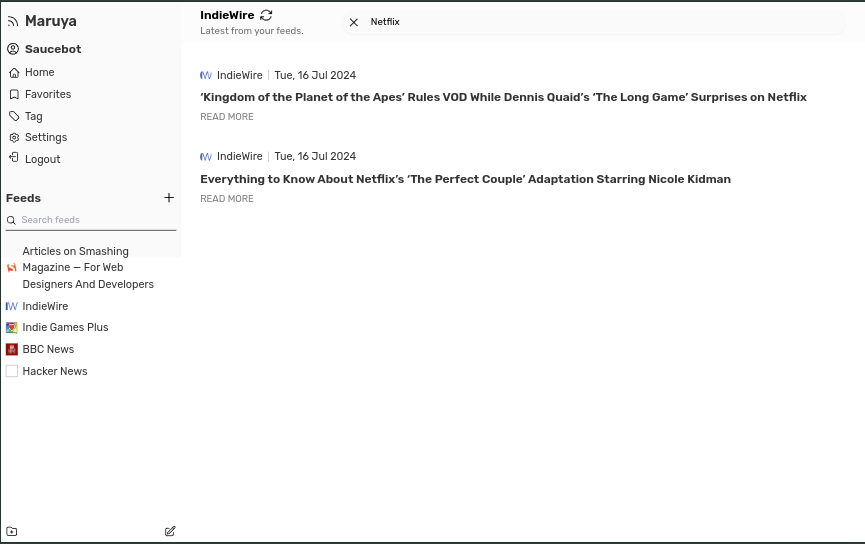 Maruya
Saucebot
Home
Favorites
Tag
Settings
Logout
Feeds
Search feeds
Articles on Smashing
Magazine — For Web
Designers And Developers
IndieWire
Indie Games Plus
BBC News
Hacker News
IndieWire
Latest from your feeds.
Netflix
IndieWire | Tue, 16 Jul 2024
‘Kingdom of the Planet of the Apes’ Rules VOD While Dennis Quaid’s ‘The Long Game’ Surprises on Netflix
READ MORE
IndieWire | Tue, 16 Jul 2024
Everything to Know About Netflix’s ‘The Perfect Couple’ Adaptation Starring Nicole Kidman
READ MORE